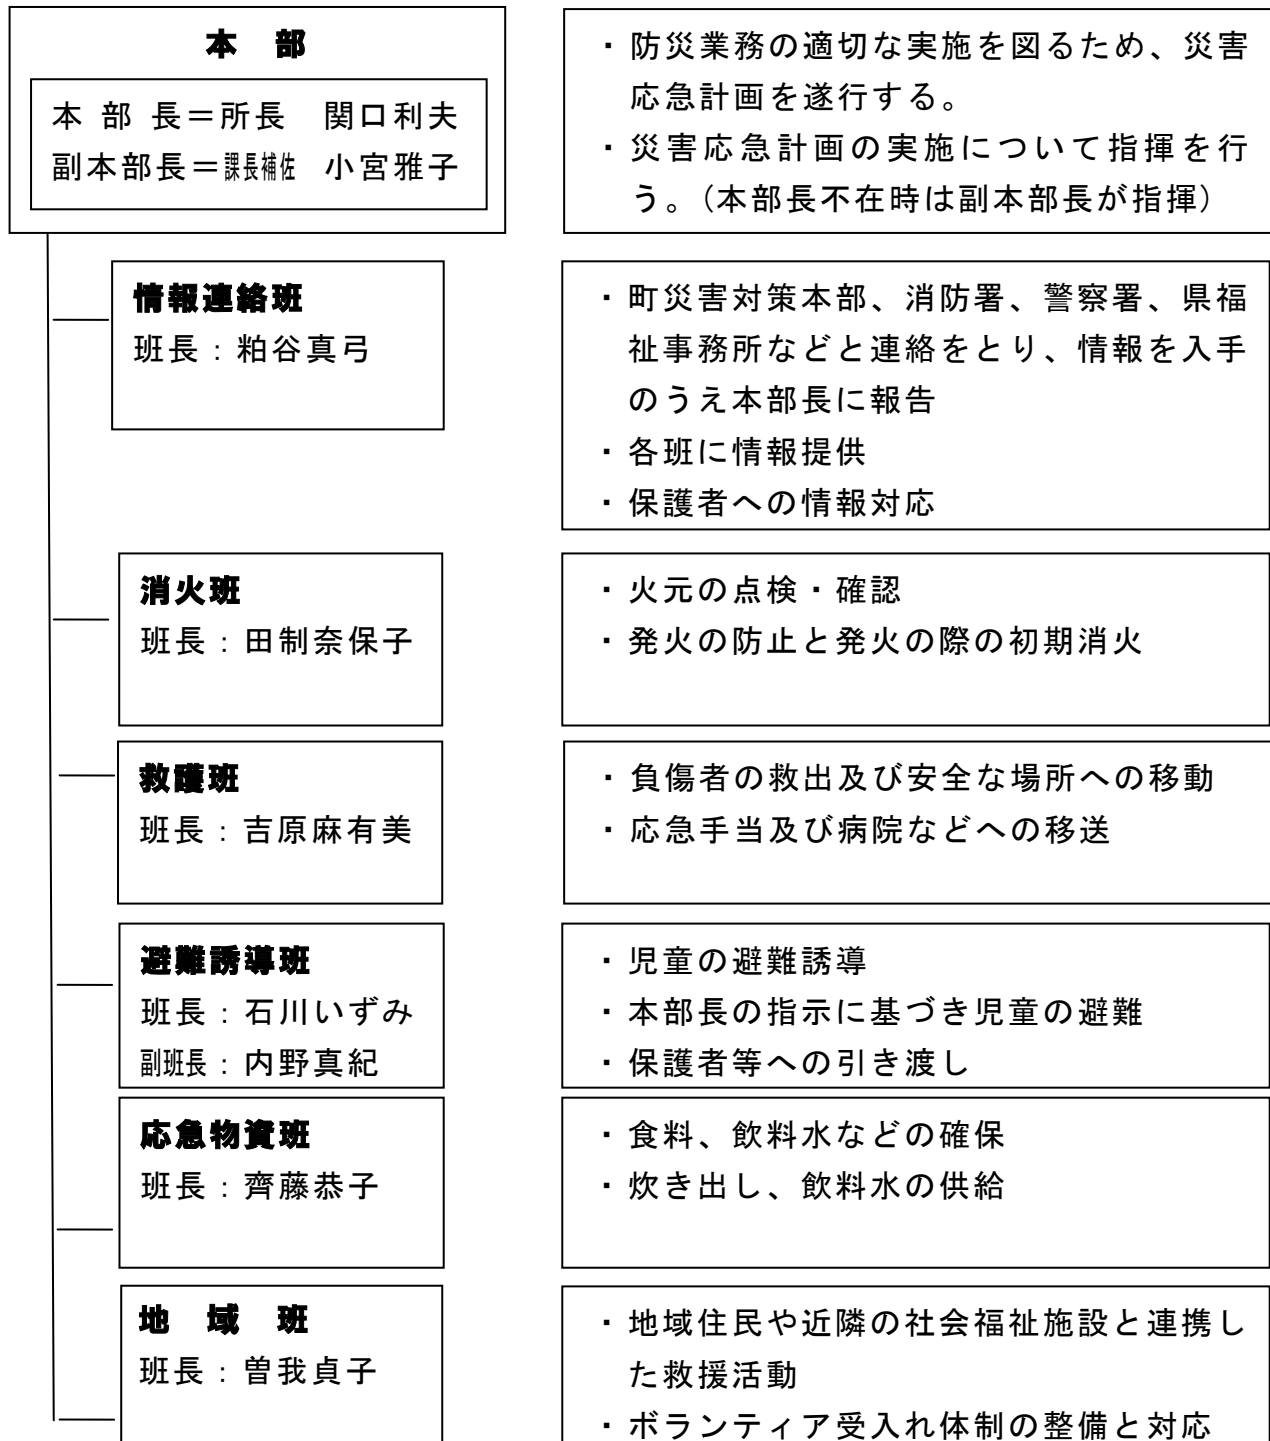 本　部
本 部 長＝所長　関口利夫
副本部長＝課長補佐　小宮雅子
・防災業務の適切な実施を図るため、災害
応急計画を遂行する。
・災害応急計画の実施について指揮を行
う。（本部長不在時は副本部長が指揮）
情報連絡班
班長：粕谷真弓
・町災害対策本部、消防署、警察署、県福
祉事務所などと連絡をとり、情報を入手
のうえ本部長に報告
・各班に情報提供
・保護者への情報対応
消火班
班長：田制奈保子
・火元の点検・確認
・発火の防止と発火の際の初期消火
救護班
班長：吉原麻有美
・負傷者の救出及び安全な場所への移動
・応急手当及び病院などへの移送
避難誘導班
班長：石川いずみ
副班長：内野真紀
・児童の避難誘導
・本部長の指示に基づき児童の避難
・保護者等への引き渡し
応急物資班
班長：齊藤恭子
・食料、飲料水などの確保
・炊き出し、飲料水の供給
地　域　班
班長：曽我貞子
・地域住民や近隣の社会福祉施設と連携し
た救援活動
・ボランティア受入れ体制の整備と対応